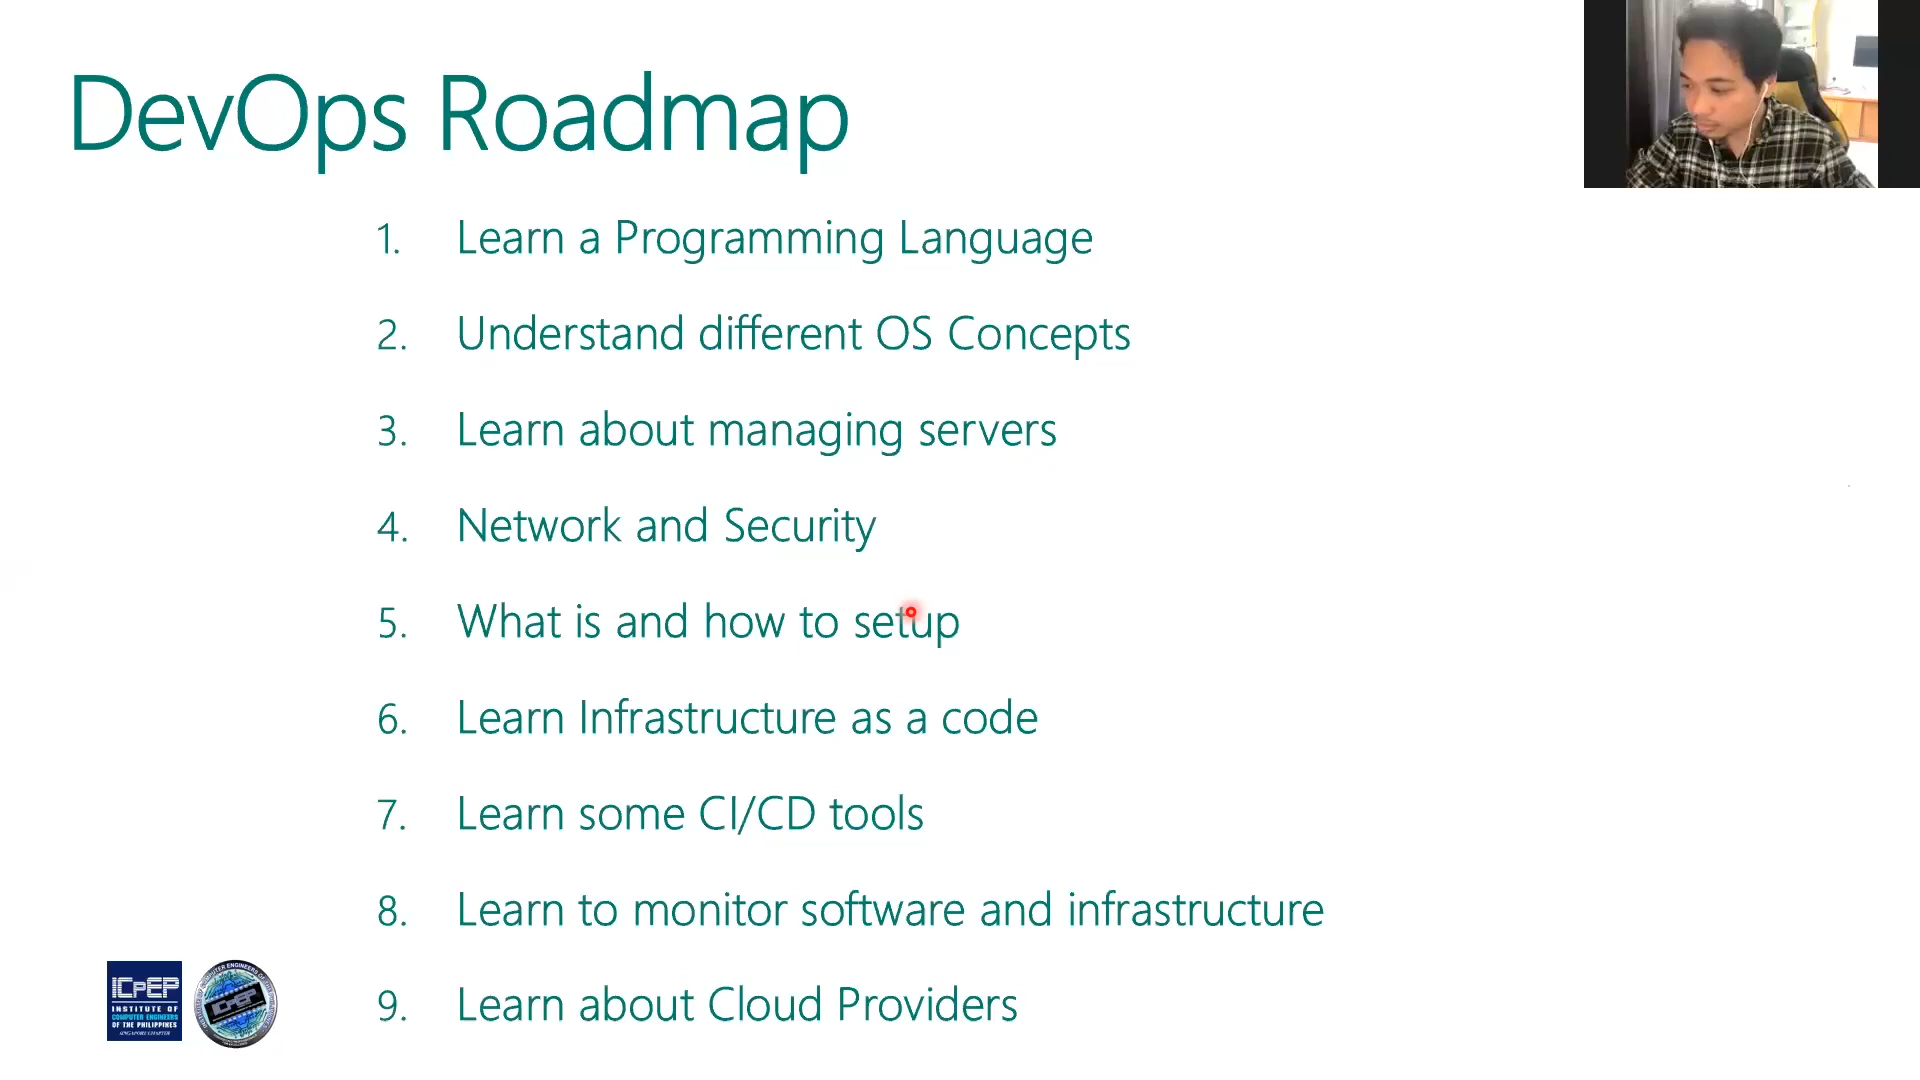 DevOps Roadmap
1. Learn a Programming Language
2. Understand different OS Concepts
3. Learn about managing servers
4. Network and Security
5. What is and how to setup
6. Learn Infrastructure as a code
7. Learn some CI/CD tools
8. Learn to monitor software and infrastructure
9. Learn about Cloud Providers
ICpEP
INSTITUTE OF
COMPUTER ENGINEERS
OF THE PHILIPPINES
SINGAPORE CHAPTER
ICpEP